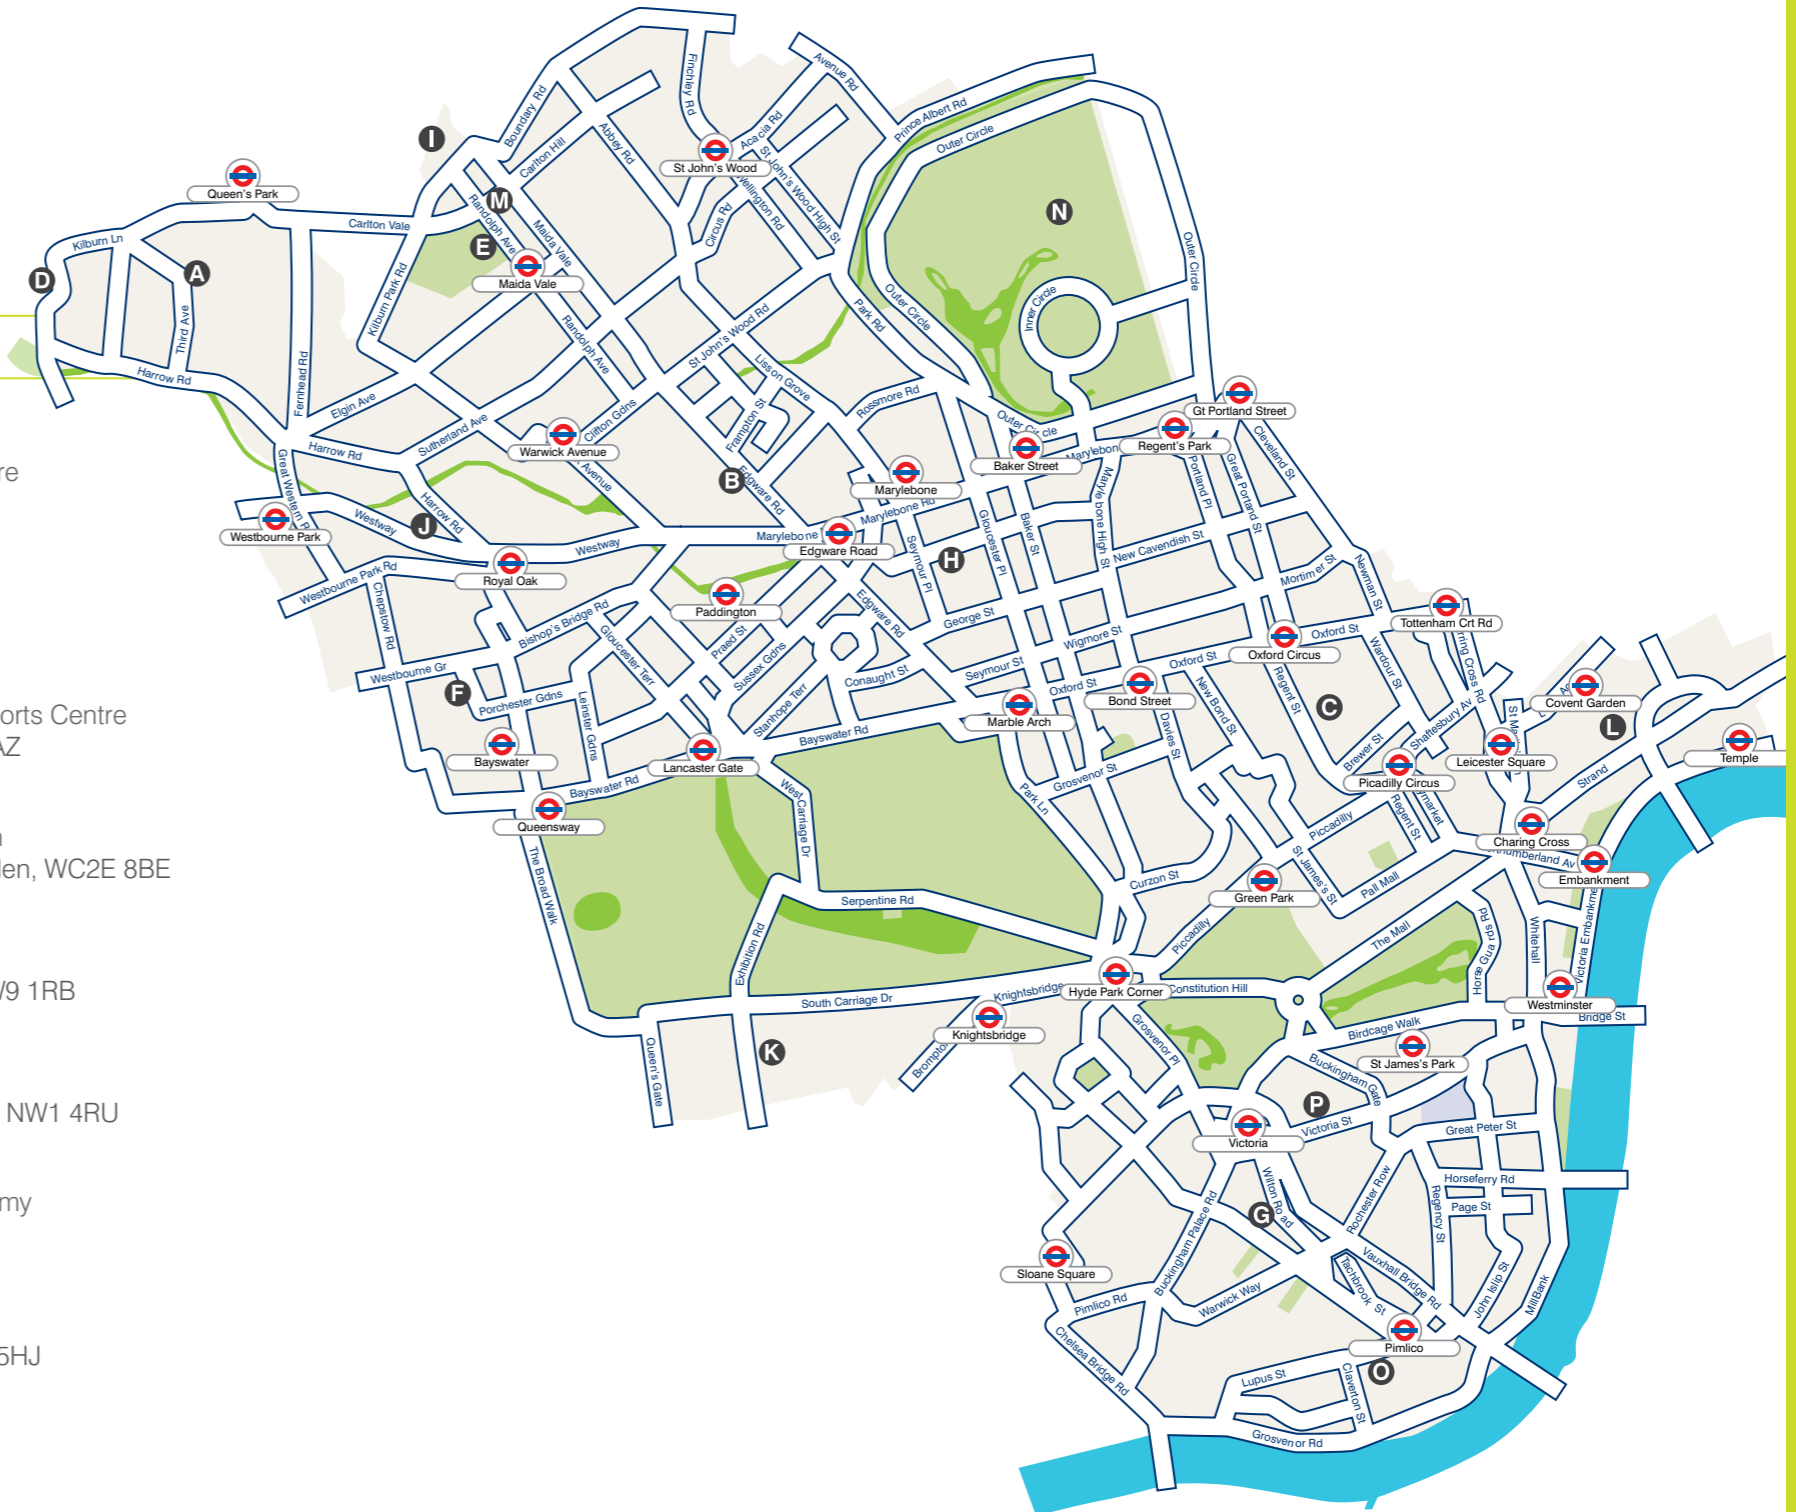 Finchley Rd
Avenue Rd
Boundary Rd
Prince Albert Rd
Abbey Rd
Acacia Rd
Outer Circle
I
Carlton Hill
St John's Wood
St John's Wood High St
Queen's Park
M
Randolph Ave
Wellington Rd
N
Carlton Vale
Maida Vale
Circus Rd
Kilburn Ln
E
Outer Circle
D
A
Maida Vale
Kilburn Park Rd
Third Ave
Outer Circle
Inner Circle
Park Rd
Randolph Ave
St John's Wood Rd
Harrow Rd
Fernhead Rd
Lisson Grove
Rossmore Rd
Elgin Ave
Gt Portland Street
Sutherland Ave
Clifton Gdns
Frampton St
Outer Circle
Regent's Park
Cleveland St
Harrow Rd
Warwick Avenue
Baker Street
Marylebone
re
Great Western
Avenue
B
Edgware Rd
Marylebone
Marylebone High St
Portland Pl
Great Portland St
Harrow Rd
Marylebone Rd
Westbourne Park
Westway
J
Gloucester Pl
Baker St
Westway
Marylebone
Edgware Road
Seymour Pl
H
New Cavendish St
Royal Oak
Westbourne Park Rd
Mortimer St
Newman St
Chepstow Rd
Bishop's Bridge Rd
Paddington
Edgware Rd
George St
Tottenham Crt Rd
Gloucester Terr
Praed St
Wigmore St
Oxford St
Oxford Circus
Wardour St
Westbourne Gr
Sussex Gdns
Conaught St
Seymour St
Oxford St
F
Porchester Gdns
Leinster Gdns
Stanhope Terr
Oxford St
Bond Street
New Bond St
Regent St
C
Covent Garden
orts Centre
Marble Arch
Shaftesbury Av
L
AZ
Bayswater
Bayswater Rd
Davies St
Brewer St
Leicester Square
Temple
Lancaster Gate
Picadilly Circus
Strand
Bayswater Rd
West Carriage Dr
Park Ln
Grosvenor St
Regent St
Queensway
Piccadilly
Charing Cross
The Broad Walk
St James's St
Embankment
len, WC2E 8BE
Curzon St
Green Park
Pall Mall
Serpentine Rd
Exhibition Rd
Piccadilly
The Mall
Horse Guards Rd
Whitehall
Hyde Park Corner
Constitution Hill
V9 1RB
South Carriage Dr
Knightsbridge
Westminster
Bridge St
Knightsbridge
Grosvenor Pl
Birdcage Walk
St James's Park
Queen's Gate
K
Buckingham Gate
P
NW1 4RU
Victoria
Victoria St
Great Peter St
Wilton Road
Rochester Row
Horseferry Rd
my
Buckingham Palace Rd
G
Regency St
Page St
Sloane Square
Vauxhall Bridge Rd
Tachbrook St
John Islip St
MillBank
Pimlico Rd
Warwick Way
5HJ
Chelsea Bridge Rd
Pimlico
O
Lupus St
Claverton St
Grosvenor Rd